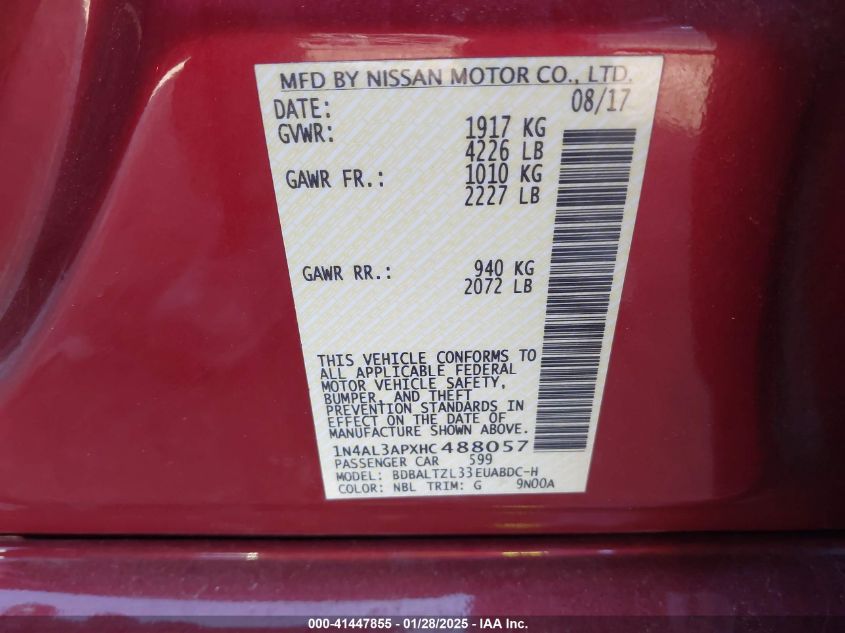 MFD BY NISSAN MOTOR CO., LTD.
DATE: 08/17
GVWR: 1917 KG
4226 LB
GAWR FR.: 1010 KG
2227 LB
GAWR RR.: 940 KG
2072 LB
THIS VEHICLE CONFORMS TO
ALL APPLICABLE FEDERAL
MOTOR VEHICLE SAFETY,
BUMPER, AND THEFT
PREVENTION STANDARDS IN
EFFECT ON THE DATE OF
MANUFACTURE SHOWN ABOVE.
1N4AL3APXHC488057
PASSENGER CAR 599
MODEL: BDBALTZL33EUABDC-H
COLOR: NBL TRIM: G 9N00A
000-41447855 — 01/28/2025 — IAA Inc.